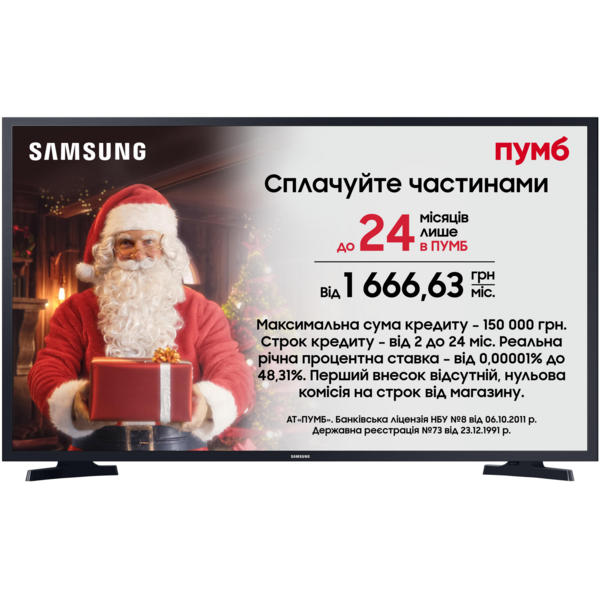 SAMSUNG
пумб
Сплачуйте частинами
до 24 місяців
лише
в ПУМБ
Від 1 666,63 грн
міс.
Максимальна сума кредиту – 150 000 грн.
Строк кредиту – від 2 до 24 міс. Реальна
річна процентна ставка – від 0,00001% до
48,31%. Перший внесок відсутній, нульова
комісія на строк від магазину.
АТ«ПУМБ». Банківська ліцензія НБУ №8 від 06.10.2011 р.
Державна реєстрація №73 від 23.12.1991 р.
SAMSUNG